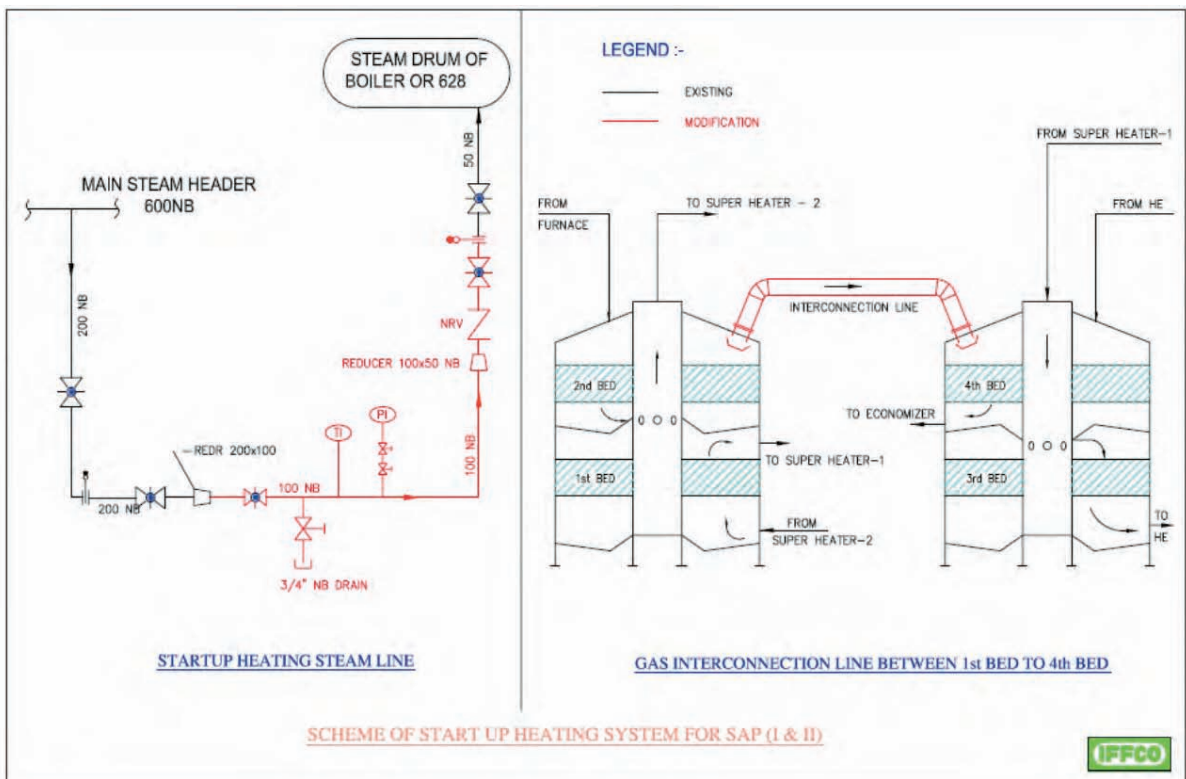 STEAM DRUM OF
BOILER OR 628
50 NB
MAIN STEAM HEADER
600NB
200 NB
NRV
REDUCER 100x50 NB
TI
PI
100 NB
REDR 200x100
100 NB
200 NB
3/4" NB DRAIN
STARTUP HEATING STEAM LINE
LEGEND :-
EXISTING
MODIFICATION
FROM SUPER HEATER-1
FROM
FURNACE
TO SUPER HEATER - 2
FROM HE
INTERCONNECTION LINE
2nd BED
4th BED
TO ECONOMIZER
TO SUPER HEATER-1
1st BED
3rd BED
FROM
SUPER HEATER-2
TO
HE
GAS INTERCONNECTION LINE BETWEEN 1st BED TO 4th BED
SCHEME OF START UP HEATING SYSTEM FOR SAP (I & II)
IFFCO